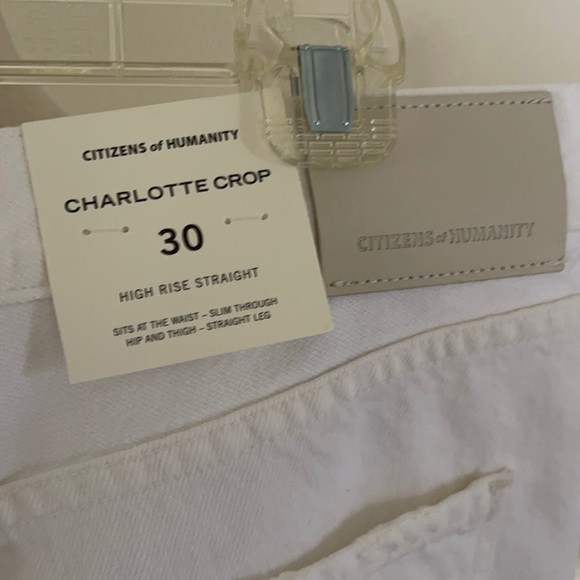 CITIZENS of HUMANITY
CHARLOTTE CROP
30
HIGH RISE STRAIGHT
SITS AT THE WAIST – SLIM THROUGH
HIP AND THIGH – STRAIGHT LEG
CITIZENS of HUMANITY